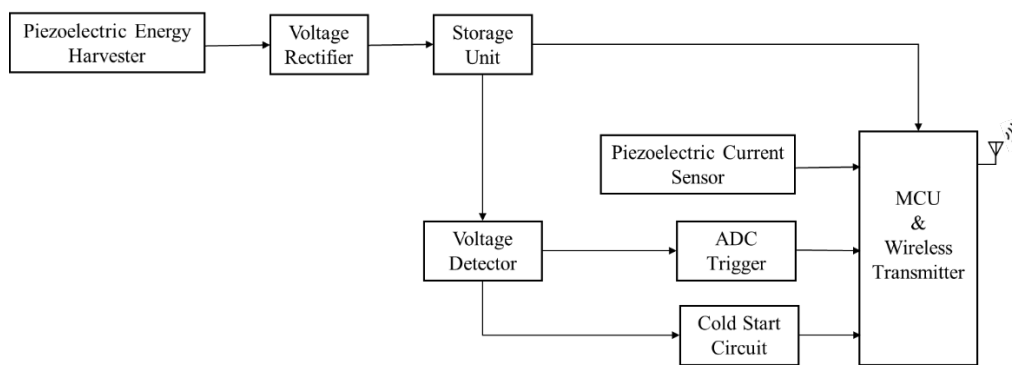 Piezoelectric Energy
Harvester
Voltage
Rectifier
Storage
Unit
Piezoelectric Current
Sensor
MCU
&
Wireless
Transmitter
Voltage
Detector
ADC
Trigger
Cold Start
Circuit